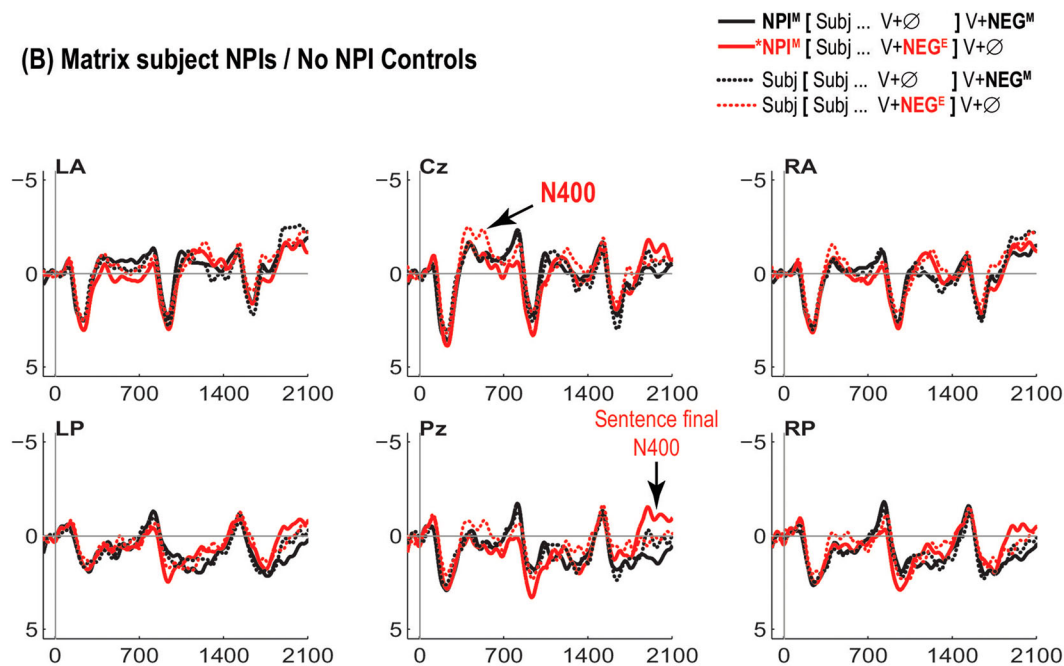 (B) Matrix subject NPIs / No NPI Controls
NPIᴹ [ Subj ... V+∅ ] V+NEGᴹ
*NPIᴹ [ Subj ... V+NEGᴱ ] V+∅
Subj [ Subj ... V+∅ ] V+NEGᴹ
Subj [ Subj ... V+NEGᴱ ] V+∅
LA
−5
0
5
0 700 1400 2100
Cz
N400
−5
0
5
0 700 1400 2100
RA
−5
0
5
0 700 1400 2100
LP
−5
0
5
0 700 1400 2100
Pz
Sentence final
N400
−5
0
5
0 700 1400 2100
RP
−5
0
5
0 700 1400 2100